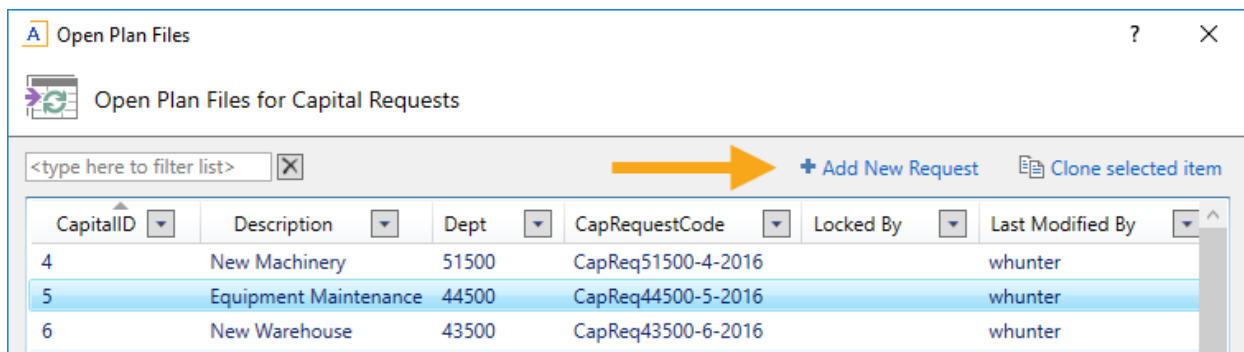 A Open Plan Files ?
Open Plan Files for Capital Requests
<type here to filter list> + Add New Request Clone selected item
CapitalID Description Dept CapRequestCode Locked By Last Modified By
4 New Machinery 51500 CapReq51500-4-2016 whunter
5 Equipment Maintenance 44500 CapReq44500-5-2016 whunter
6 New Warehouse 43500 CapReq43500-6-2016 whunter